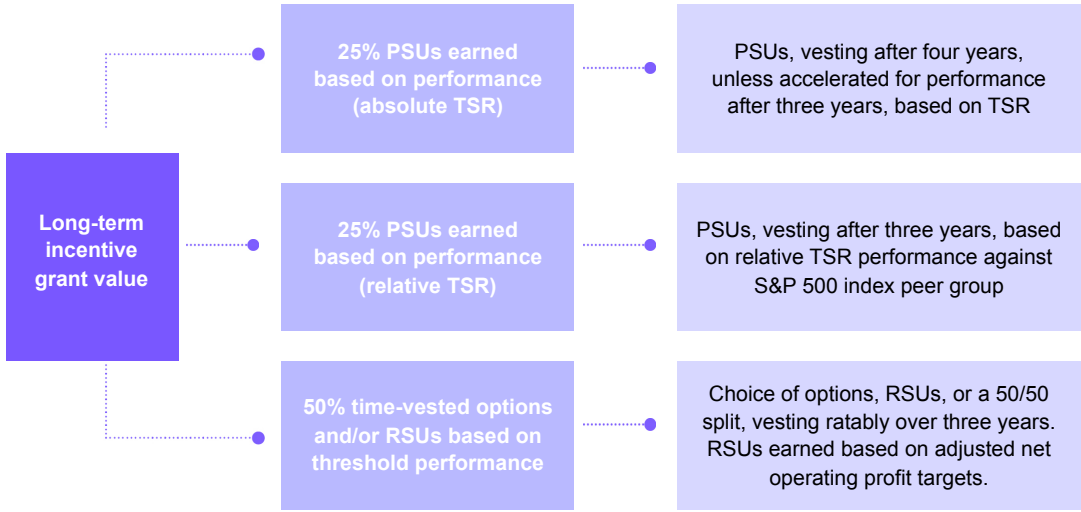 25% PSUs earned
based on performance
(absolute TSR)
PSUs, vesting after four years,
unless accelerated for performance
after three years, based on TSR
Long-term
incentive
grant value
25% PSUs earned
based on performance
(relative TSR)
PSUs, vesting after three years, based
on relative TSR performance against
S&P 500 index peer group
50% time-vested options
and/or RSUs based on
threshold performance
Choice of options, RSUs, or a 50/50
split, vesting ratably over three years.
RSUs earned based on adjusted net
operating profit targets.